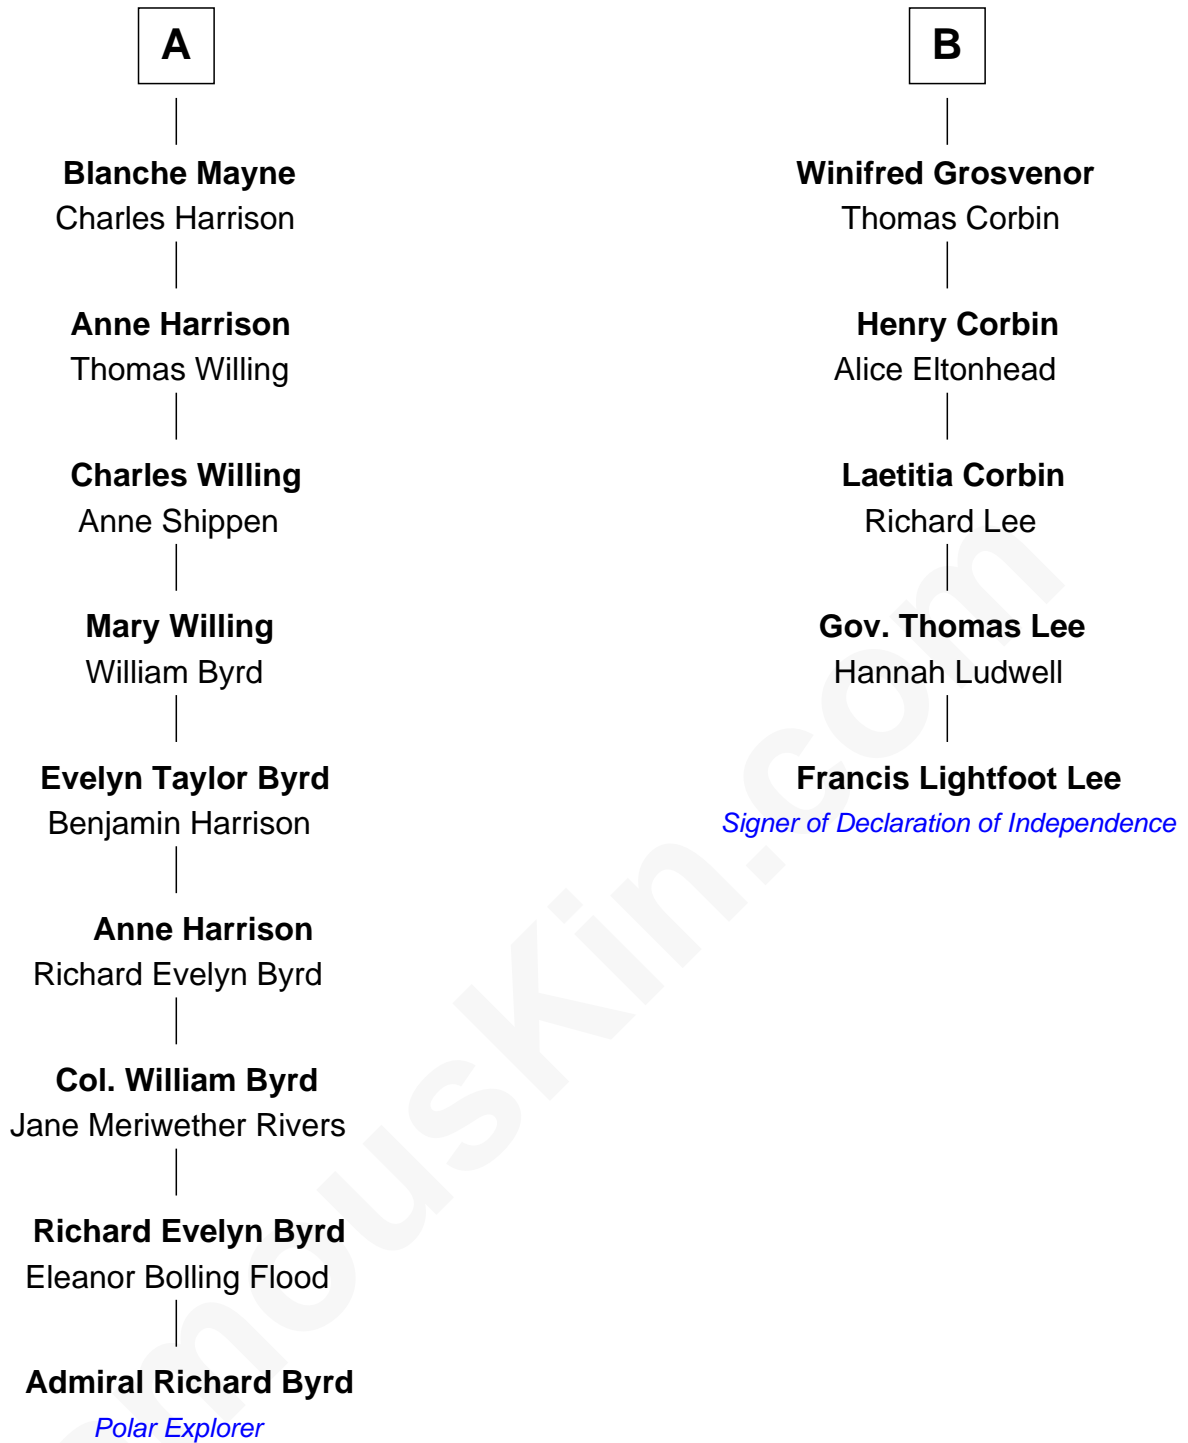 A
Blanche Mayne
Charles Harrison
Anne Harrison
Thomas Willing
Charles Willing
Anne Shippen
Mary Willing
William Byrd
Evelyn Taylor Byrd
Benjamin Harrison
Anne Harrison
Richard Evelyn Byrd
Col. William Byrd
Jane Meriwether Rivers
Richard Evelyn Byrd
Eleanor Bolling Flood
Admiral Richard Byrd
Polar Explorer
B
Winifred Grosvenor
Thomas Corbin
Henry Corbin
Alice Eltonhead
Laetitia Corbin
Richard Lee
Gov. Thomas Lee
Hannah Ludwell
Francis Lightfoot Lee
Signer of Declaration of Independence
mousKin.com